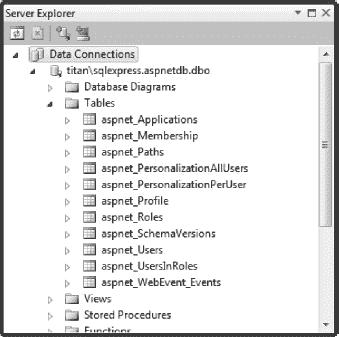 Server Explorer
Data Connections
titan\sqlexpress.aspnetdb.dbo
Database Diagrams
Tables
aspnet_Applications
aspnet_Membership
aspnet_Paths
aspnet_PersonalizationAllUsers
aspnet_PersonalizationPerUser
aspnet_Profile
aspnet_Roles
aspnet_SchemaVersions
aspnet_Users
aspnet_UsersInRoles
aspnet_WebEvent_Events
Views
Stored Procedures
Functions